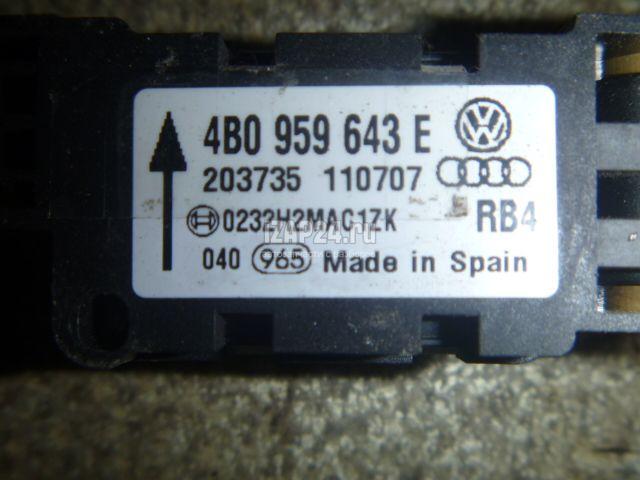 4B0 959 643 E
203735 110707
0232H2MAC1ZK RB4
040 965 Made in Spain
IZAP24.ru